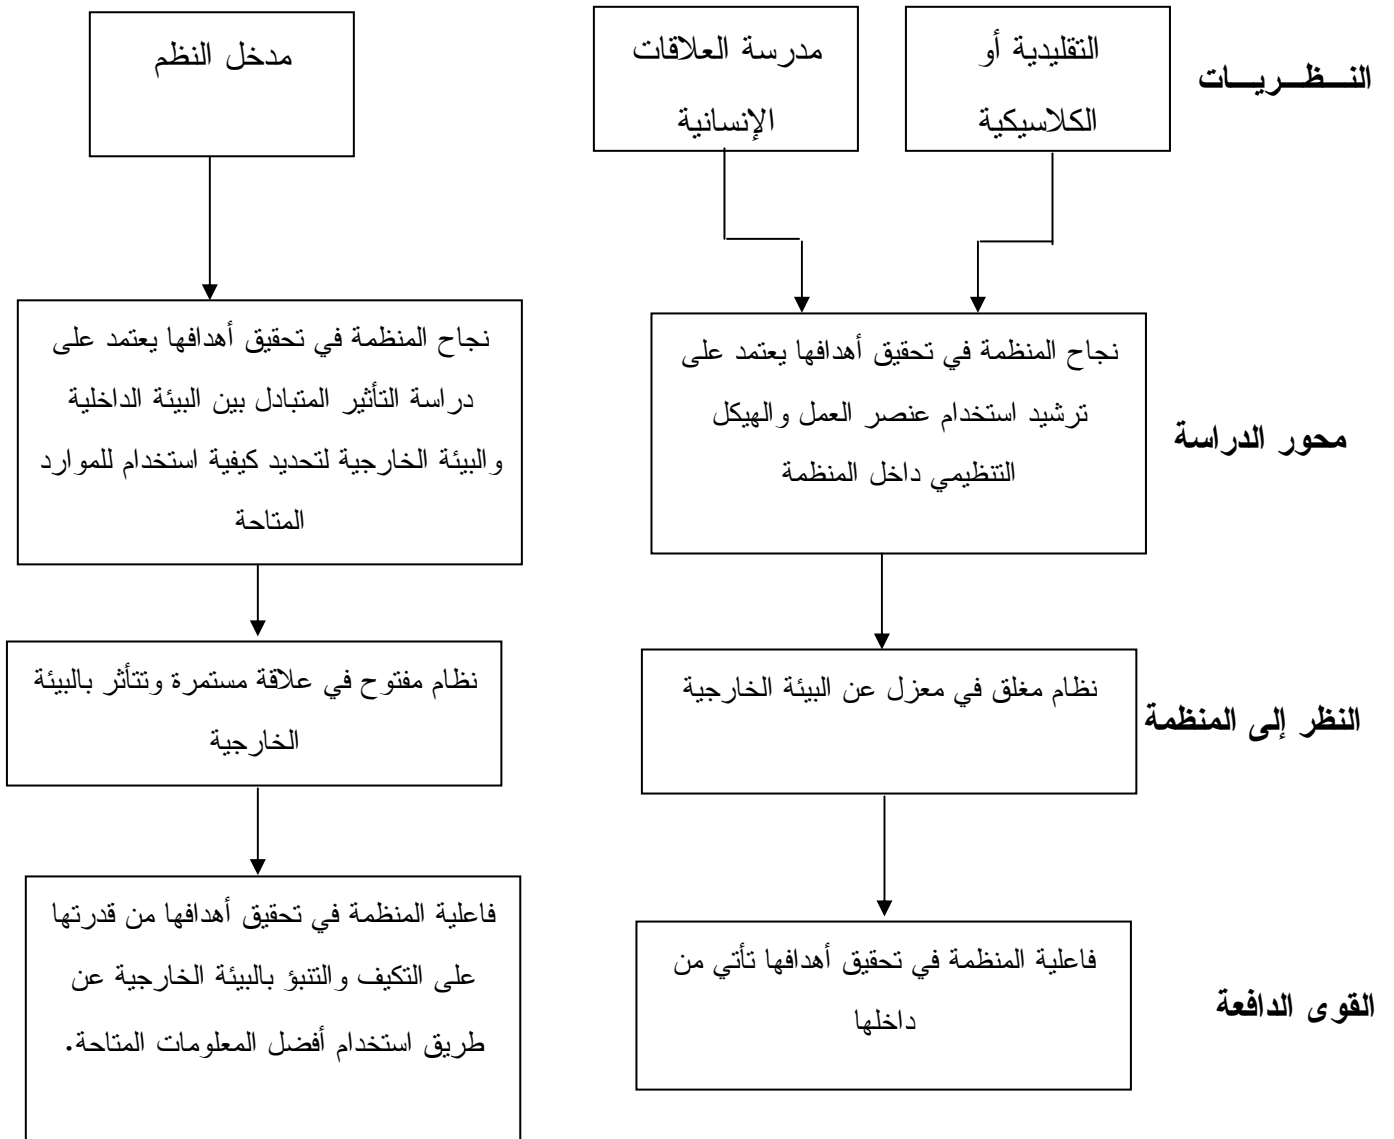 النـــظـــريـــات
التقليدية أو
الكلاسيكية
مدرسة العلاقات
الإنسانية
مدخل النظم
محور الدراسة
نجاح المنظمة في تحقيق أهدافها يعتمد على
ترشيد استخدام عنصر العمل والهيكل
التنظيمي داخل المنظمة
نجاح المنظمة في تحقيق أهدافها يعتمد على
دراسة التأثير المتبادل بين البيئة الداخلية
والبيئة الخارجية لتحديد كيفية استخدام للموارد
المتاحة
النظر إلى المنظمة
نظام مغلق في معزل عن البيئة الخارجية
نظام مفتوح في علاقة مستمرة وتتأثر بالبيئة
الخارجية
القوى الدافعة
فاعلية المنظمة في تحقيق أهدافها تأتي من
داخلها
فاعلية المنظمة في تحقيق أهدافها من قدرتها
على التكيف والتنبؤ بالبيئة الخارجية عن
طريق استخدام أفضل المعلومات المتاحة.